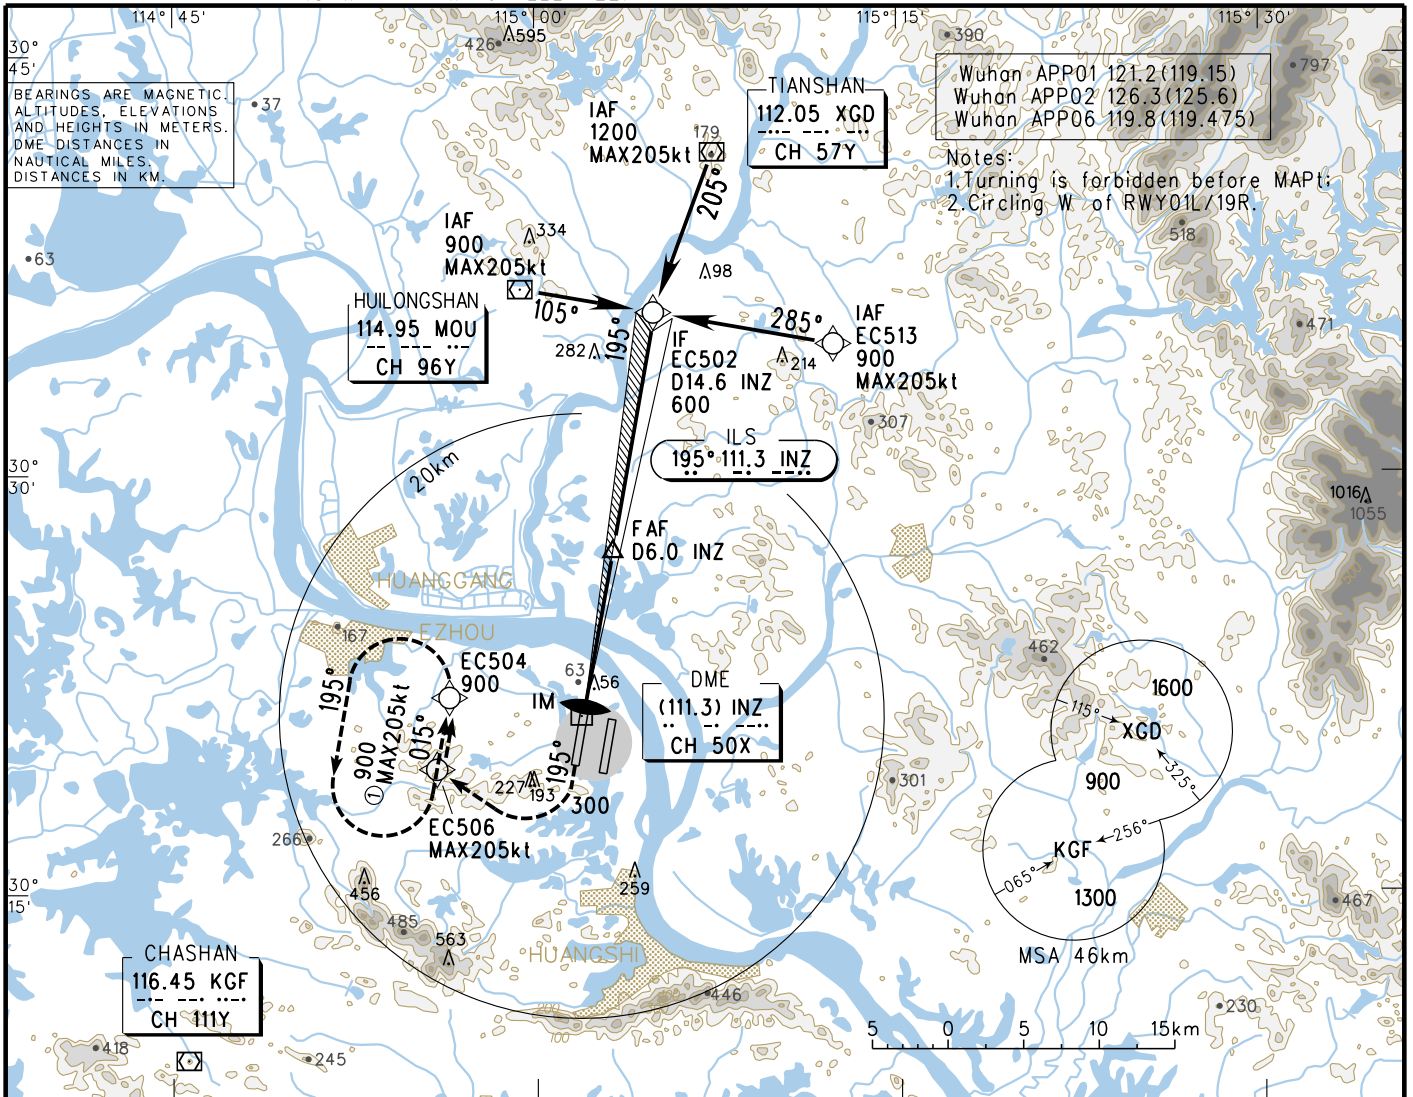 114°45'
115°00'
115°15'
115°30'
30°
45'
BEARINGS ARE MAGNETIC.
ALTITUDES, ELEVATIONS
AND HEIGHTS IN METERS.
DME DISTANCES IN
NAUTICAL MILES.
DISTANCES IN KM.
37
63
426
595
390
797
Wuhan APP01 121.2(119.15)
Wuhan APP02 126.3(125.6)
Wuhan APP06 119.8(119.475)
Notes:
1.Turning is forbidden before MAPt;
2.Circling W of RWY01L/19R.
518
TIANSHAN
112.05 XGD
CH 57Y
IAF
1200
MAX205kt
179
205°
IAF
900
MAX205kt
334
98
HUILONGSHAN
114.95 MOU
CH 96Y
105°
195°
282
285°
214
IAF
EC513
900
MAX205kt
471
IF
EC502
D14.6 INZ
600
307
ILS
195° 111.3 INZ
30°
30'
20km
1016
1055
FAF
D6.0 INZ
HUANGGANG
EZHOU
167
EC504
900
195°
900
MAX205kt
①
015°
63
56
IM
DME
(111.3) INZ
CH 50X
195°
300
227
193
EC506
MAX205kt
462
301
1600
115°
XGD
325°
900
256°
KGF
065°
1300
MSA 46km
266
30°
15'
456
485
563
259
HUANGSHI
446
200
467
230
CHASHAN
116.45 KGF
CH 111Y
418
245
5 0 5 10 15km